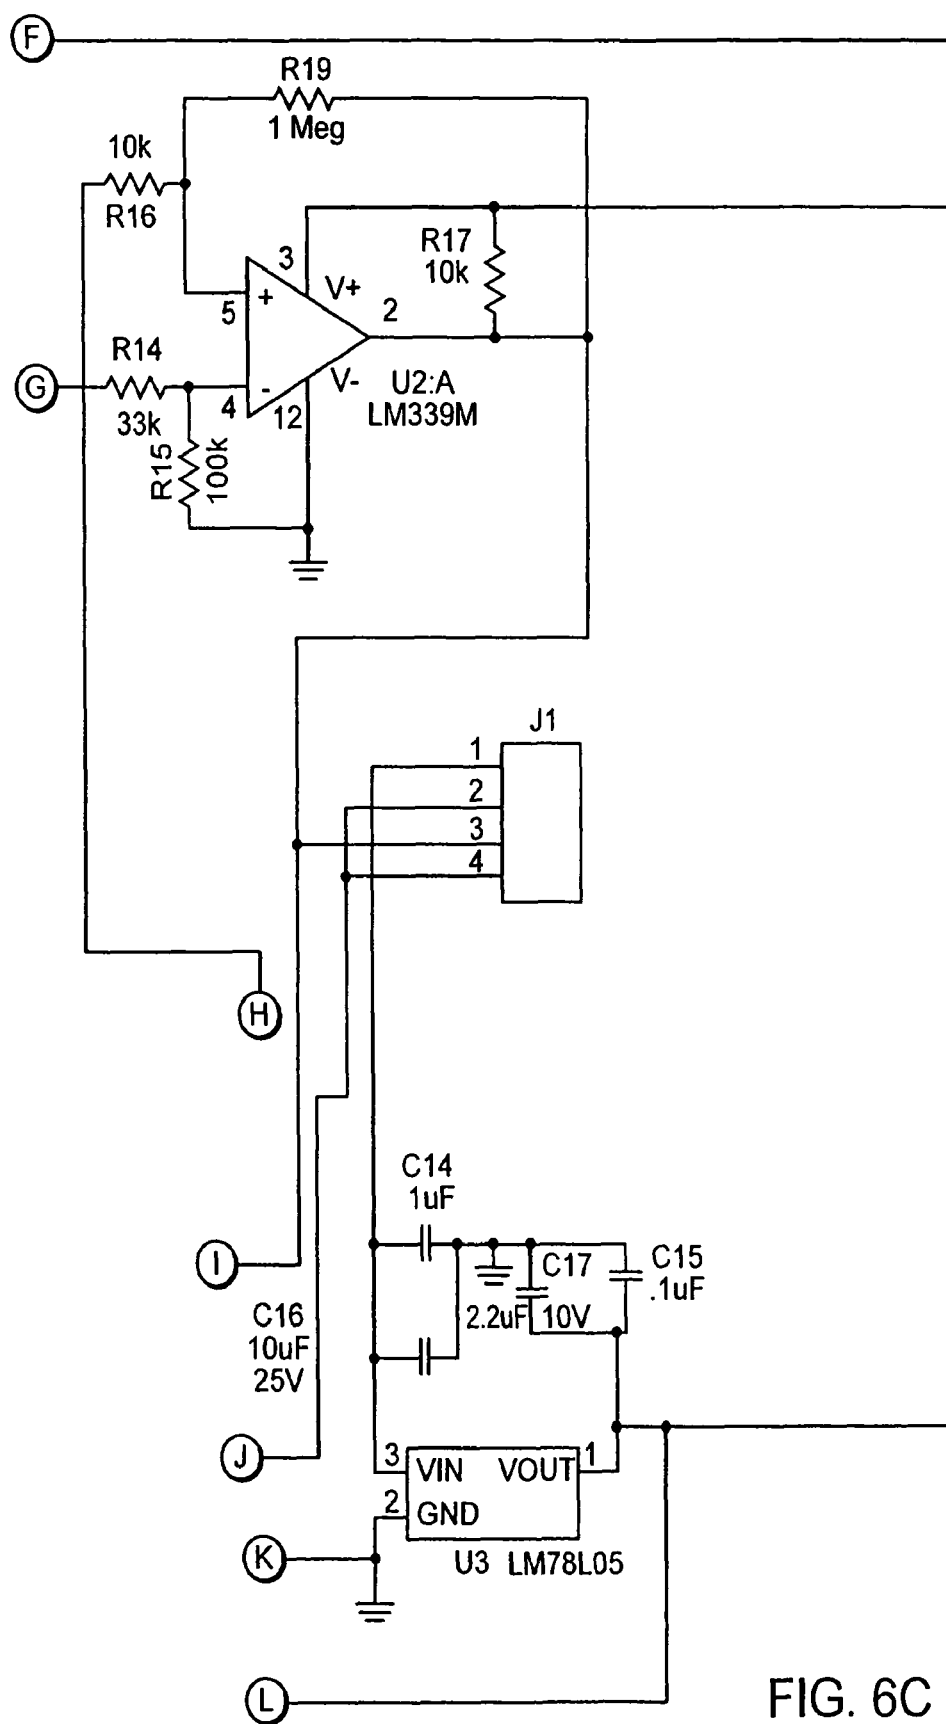 F
R19
1 Meg
10k
R16
3
V+
R17
10k
5
+
2
R14
G
V-
U2:A
-
4
12
LM339M
33k
R15
100k
J1
1
2
3
4
H
C14
.1uF
I
C17
C15
.1uF
2.2uF
10V
C16
10uF
25V
J
3
VIN
VOUT
1
2
GND
K
U3 LM78L05
L
FIG. 6C